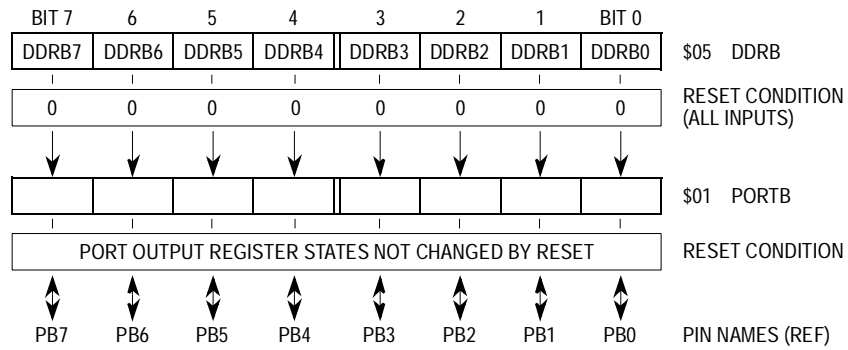 BIT 7 6 5 4 3 2 1 BIT 0
DDRB7 DDRB6 DDRB5 DDRB4 DDRB3 DDRB2 DDRB1 DDRB0 $05 DDRB
0 0 0 0 0 0 0 0 RESET CONDITION
(ALL INPUTS)
$01 PORTB
PORT OUTPUT REGISTER STATES NOT CHANGED BY RESET RESET CONDITION
PB7 PB6 PB5 PB4 PB3 PB2 PB1 PB0 PIN NAMES (REF)